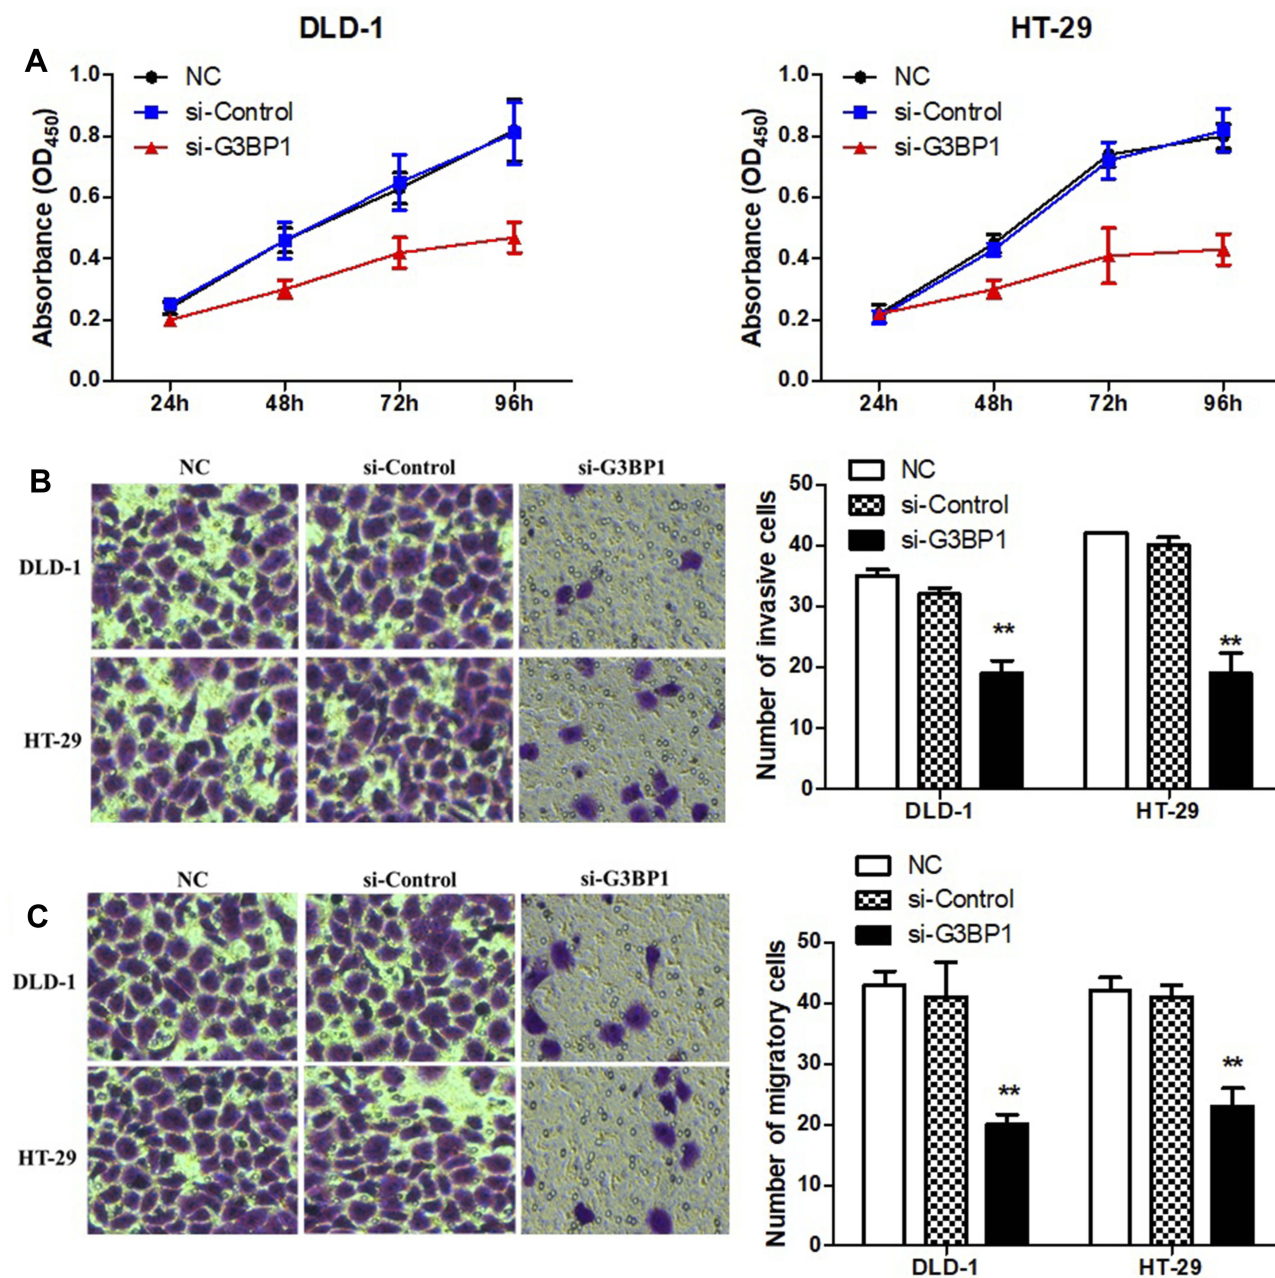 DLD-1
HT-29
A
NC
si-Control
si-G3BP1
Absorbance (OD450)
1.0
0.8
0.6
0.4
0.2
0.0
24h 48h 72h 96h
NC
si-Control
si-G3BP1
Absorbance (OD450)
1.0
0.8
0.6
0.4
0.2
0.0
24h 48h 72h 96h
B
NC si-Control si-G3BP1
DLD-1
HT-29
NC
si-Control
si-G3BP1
Number of invasive cells
50
40
30
20
10
0
**
**
DLD-1 HT-29
C
NC si-Control si-G3BP1
DLD-1
HT-29
NC
si-Control
si-G3BP1
Number of migratory cells
50
40
30
20
10
0
**
**
DLD-1 HT-29